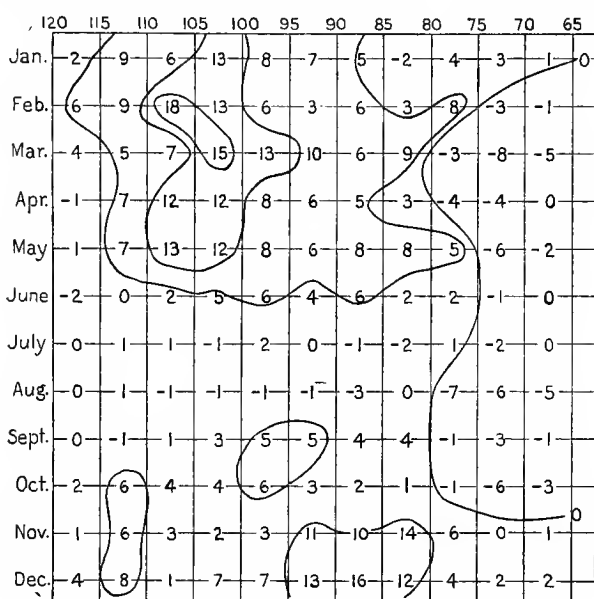 120 115 110 105 100 95 90 85 80 75 70 65
Jan. -2 9 6 13 8 7 5 -2 4 3 1 0
Feb. 6 9 18 13 6 3 6 3 8 -3 -1
Mar. 4 5 7 15 13 10 6 9 -3 -8 -5
Apr. -1 7 12 12 8 6 5 3 -4 -4 0
May -1 7 13 12 8 6 8 8 5 -6 -2
June -2 0 2 5 6 4 6 2 2 -1 0
July 0 1 1 -1 2 0 -1 -2 1 -2 0
Aug. 0 1 -1 -1 -1 -1 -3 0 -7 -6 -5
Sept. 0 -1 1 3 5 5 4 4 -1 -3 -1
Oct. 2 6 4 4 6 3 2 1 -1 -6 -3
0
Nov. 1 6 3 2 3 11 10 14 6 0 1
Dec. 4 8 1 7 7 13 16 12 4 2 2